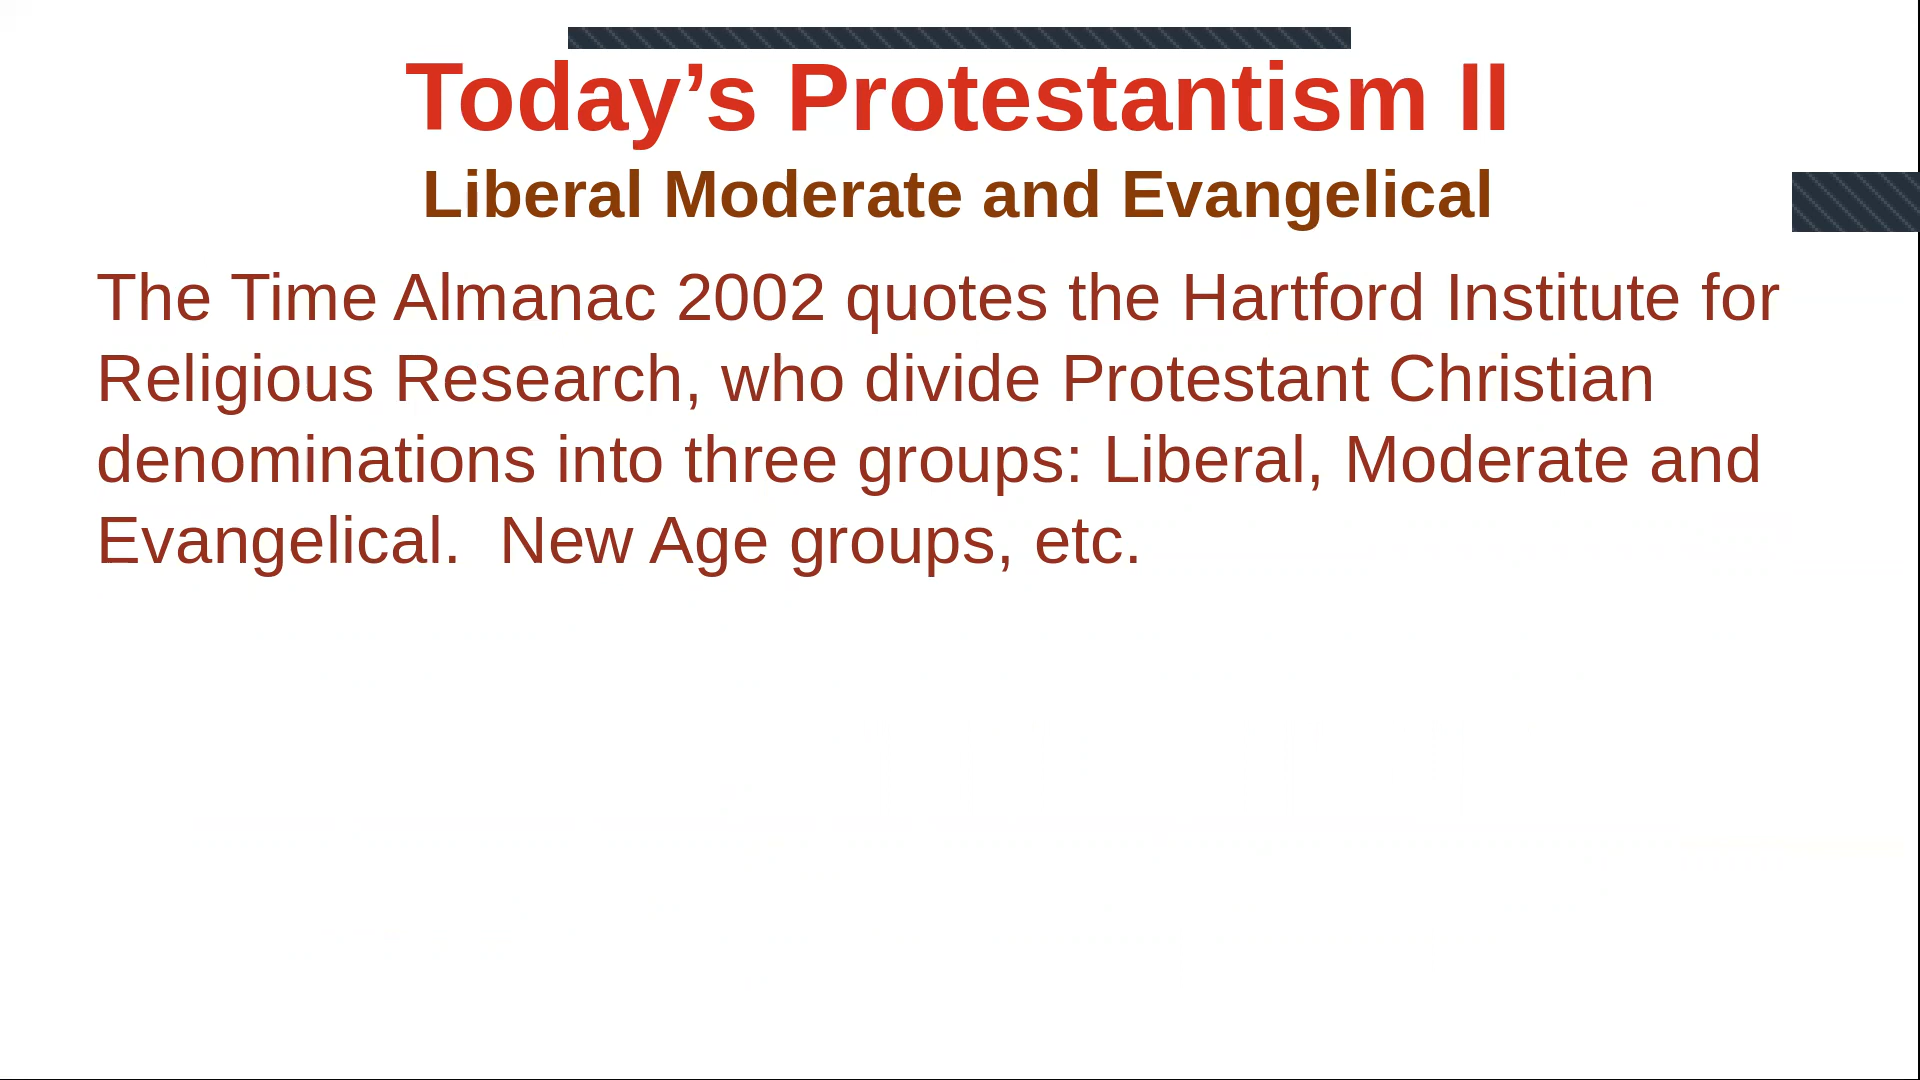 Today’s Protestantism II
Liberal Moderate and Evangelical
The Time Almanac 2002 quotes the Hartford Institute for
Religious Research, who divide Protestant Christian
denominations into three groups: Liberal, Moderate and
Evangelical.  New Age groups, etc.